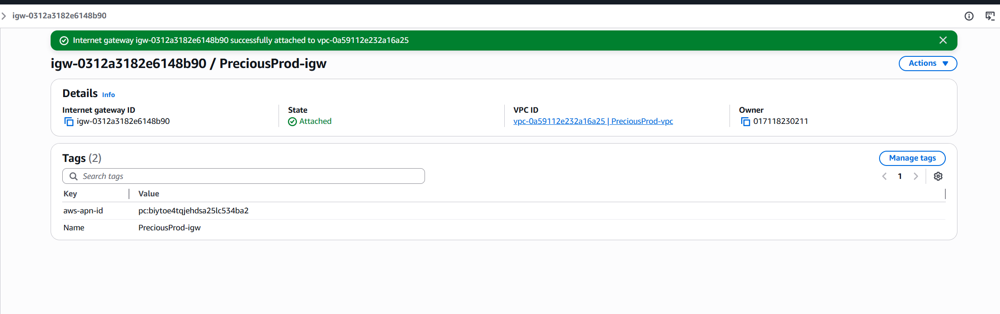 igw-0312a3182e6148b90
Internet gateway igw-0312a3182e6148b90 successfully attached to vpc-0a59112e232a16a25
igw-0312a3182e6148b90 / PreciousProd-igw
Actions
Details Info
Internet gateway ID
igw-0312a3182e6148b90
State
Attached
VPC ID
vpc-0a59112e232a16a25 | PreciousProd-vpc
Owner
017118230211
Tags (2)
Manage tags
Search tags
1
Key Value
aws-apn-id pc:biytoe4tqjehdsa25lc534ba2
Name PreciousProd-igw